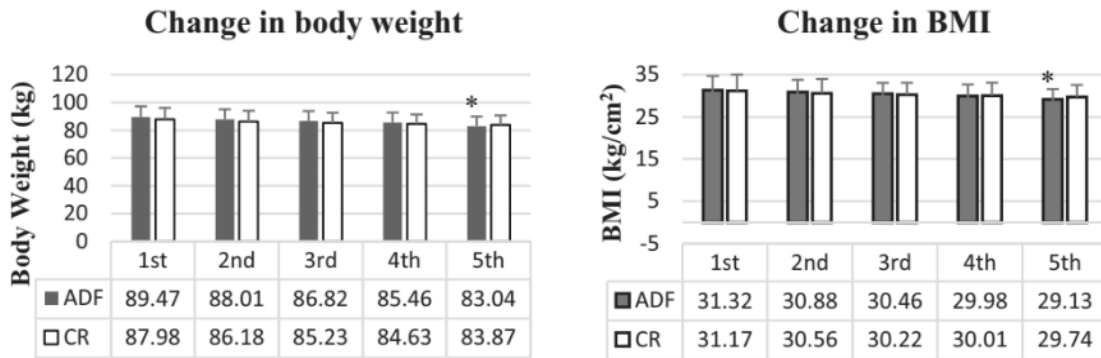 Change in body weight
Body Weight (kg)
120
100
80
60
40
20
0
*
1st 2nd 3rd 4th 5th
ADF 89.47 88.01 86.82 85.46 83.04
CR 87.98 86.18 85.23 84.63 83.87
Change in BMI
BMI (kg/cm²)
35
25
15
5
-5
*
1st 2nd 3rd 4th 5th
ADF 31.32 30.88 30.46 29.98 29.13
CR 31.17 30.56 30.22 30.01 29.74